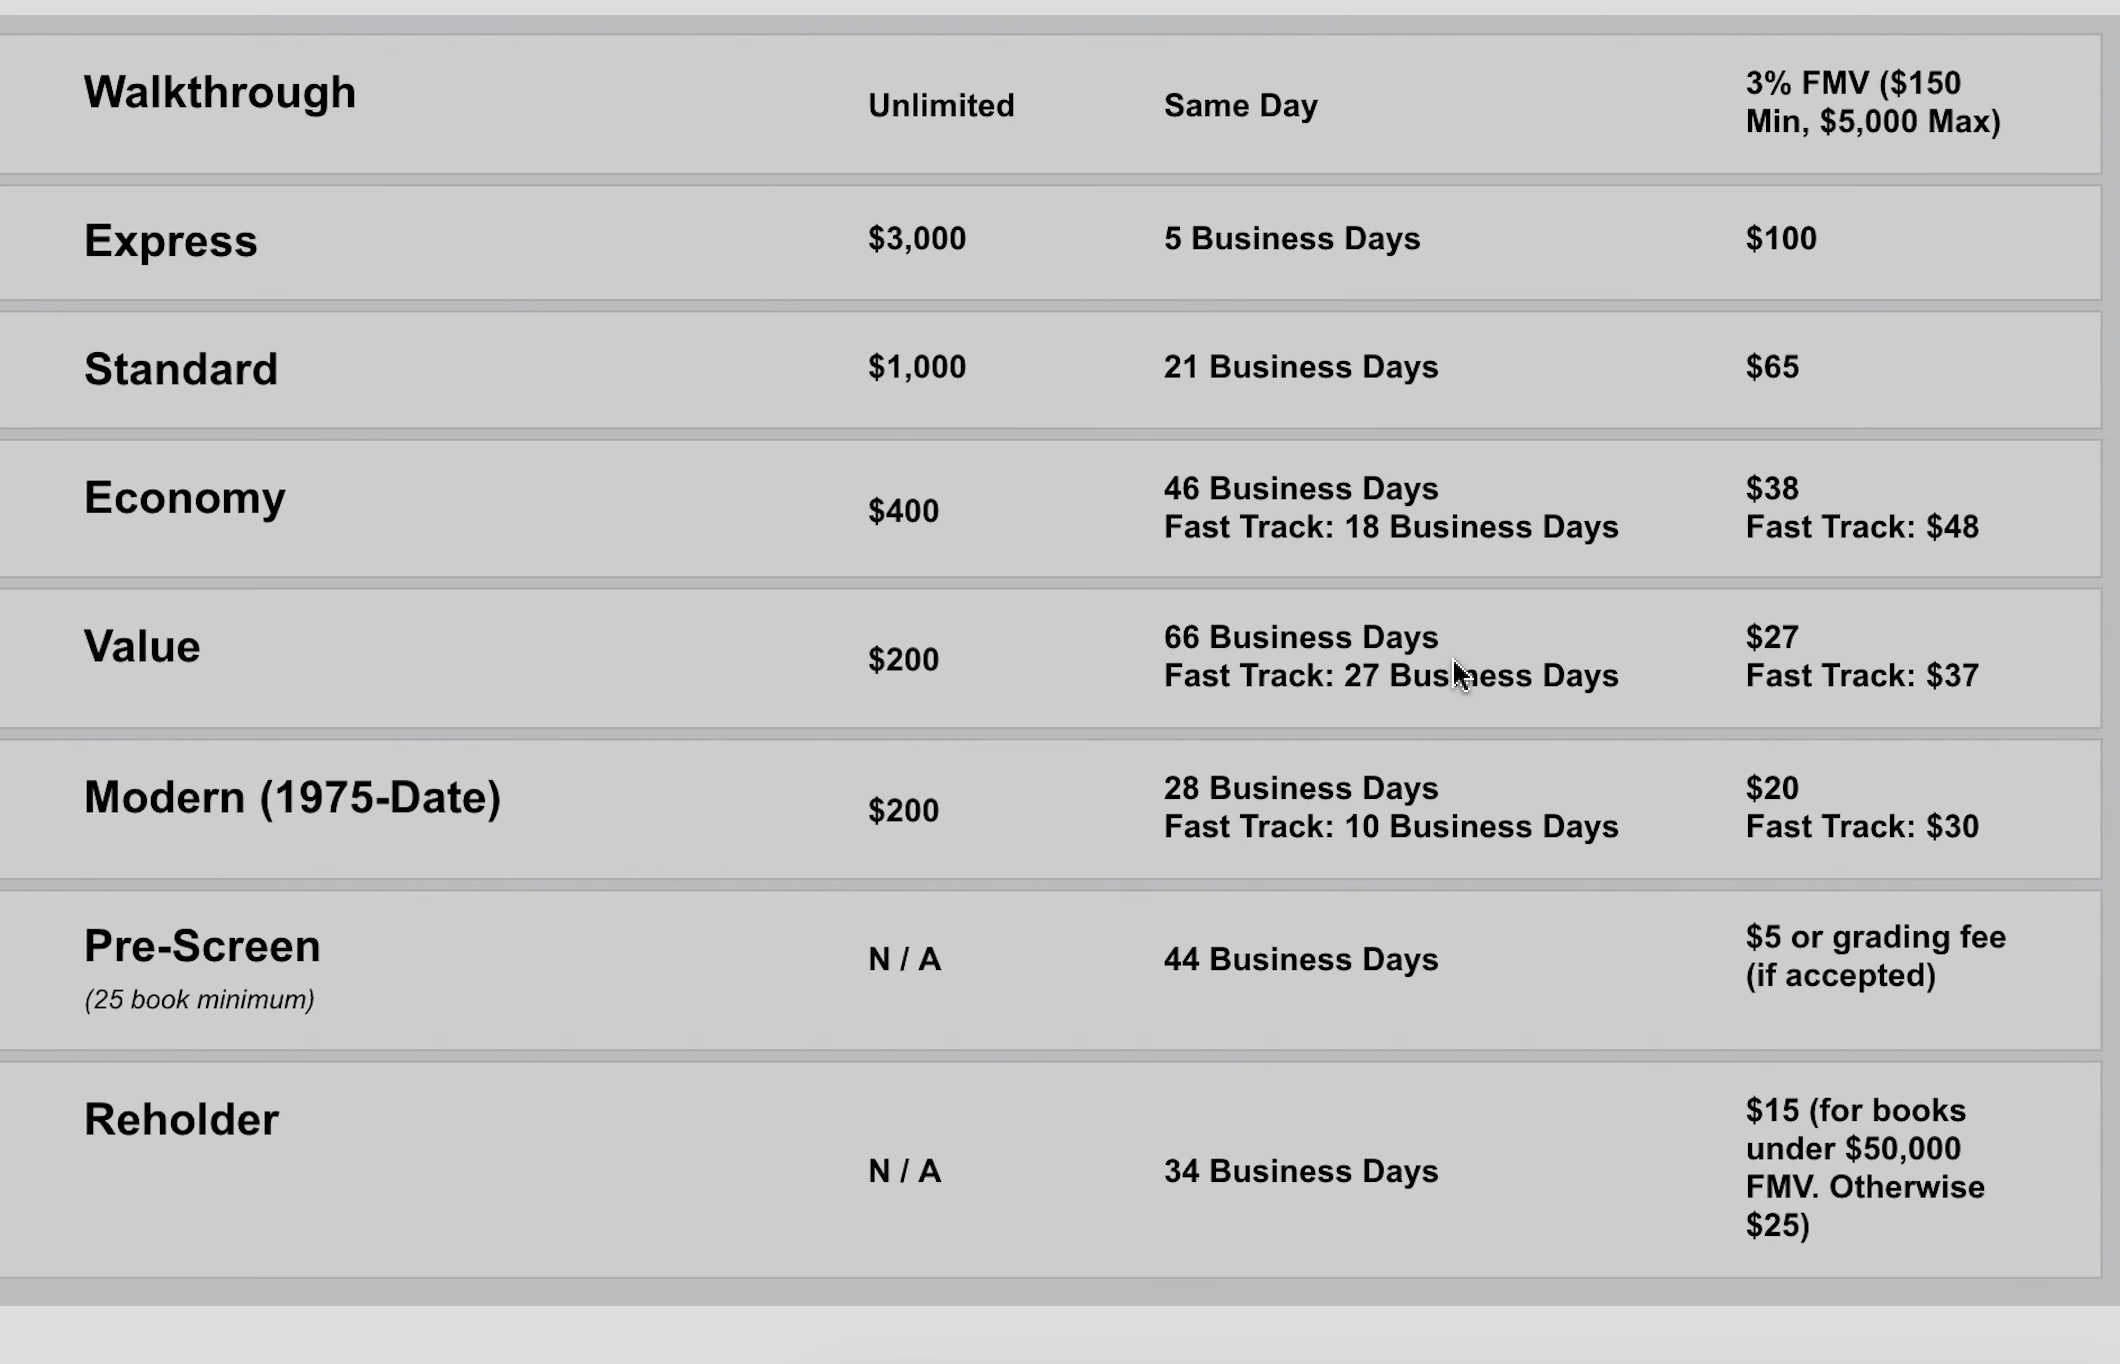 Walkthrough
Unlimited
Same Day
3% FMV ($150
Min, $5,000 Max)
Express
$3,000
5 Business Days
$100
Standard
$1,000
21 Business Days
$65
Economy
$400
46 Business Days
Fast Track: 18 Business Days
$38
Fast Track: $48
Value
$200
66 Business Days
Fast Track: 27 Business Days
$27
Fast Track: $37
Modern (1975-Date)
$200
28 Business Days
Fast Track: 10 Business Days
$20
Fast Track: $30
Pre-Screen
(25 book minimum)
N / A
44 Business Days
$5 or grading fee
(if accepted)
Reholder
N / A
34 Business Days
$15 (for books
under $50,000
FMV. Otherwise
$25)